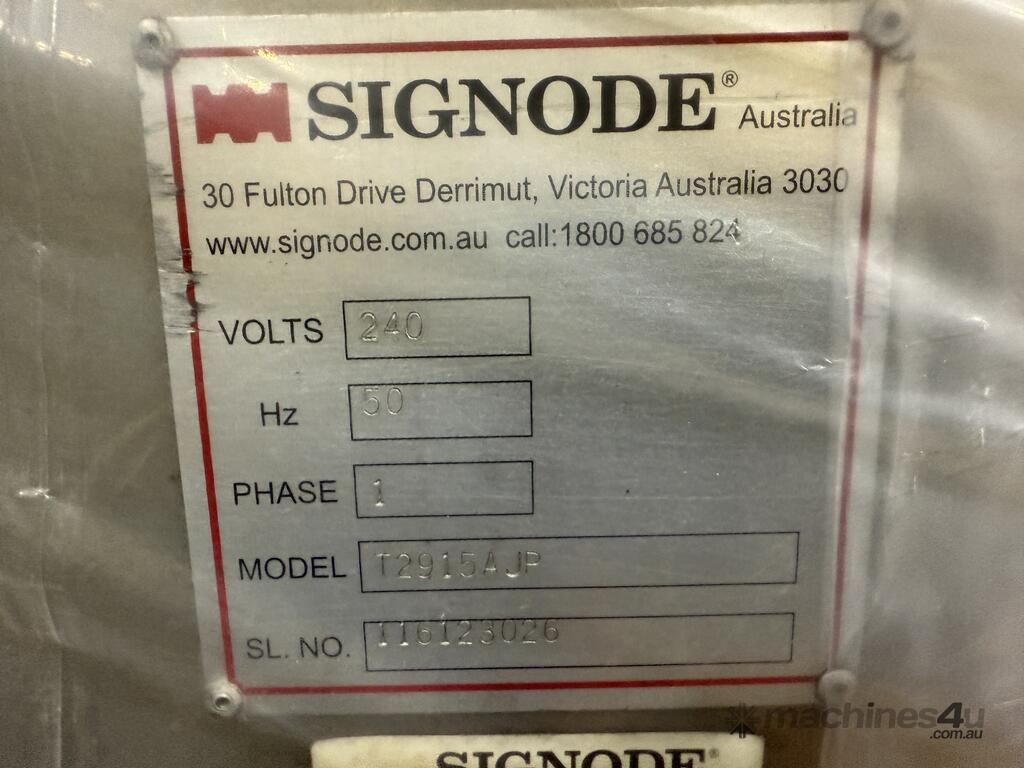 SIGNODE® Australia
30 Fulton Drive Derrimut, Victoria Australia 3030
www.signode.com.au call:1800 685 824
VOLTS 240
Hz 50
PHASE 1
MODEL T2915AJP
SL. NO. 116123026
machines4u
.com.au
SIGNODE®